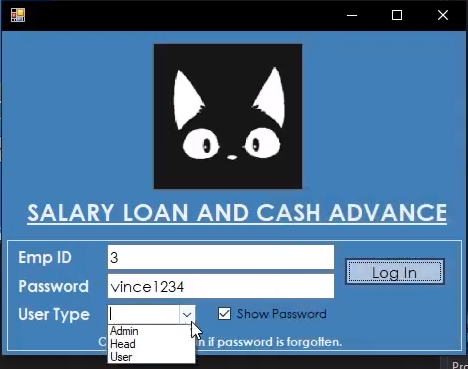 SALARY LOAN AND CASH ADVANCE
Emp ID 3
Password vince1234
Log In
User Type
Show Password
Admin
Head
User
if password is forgotten.